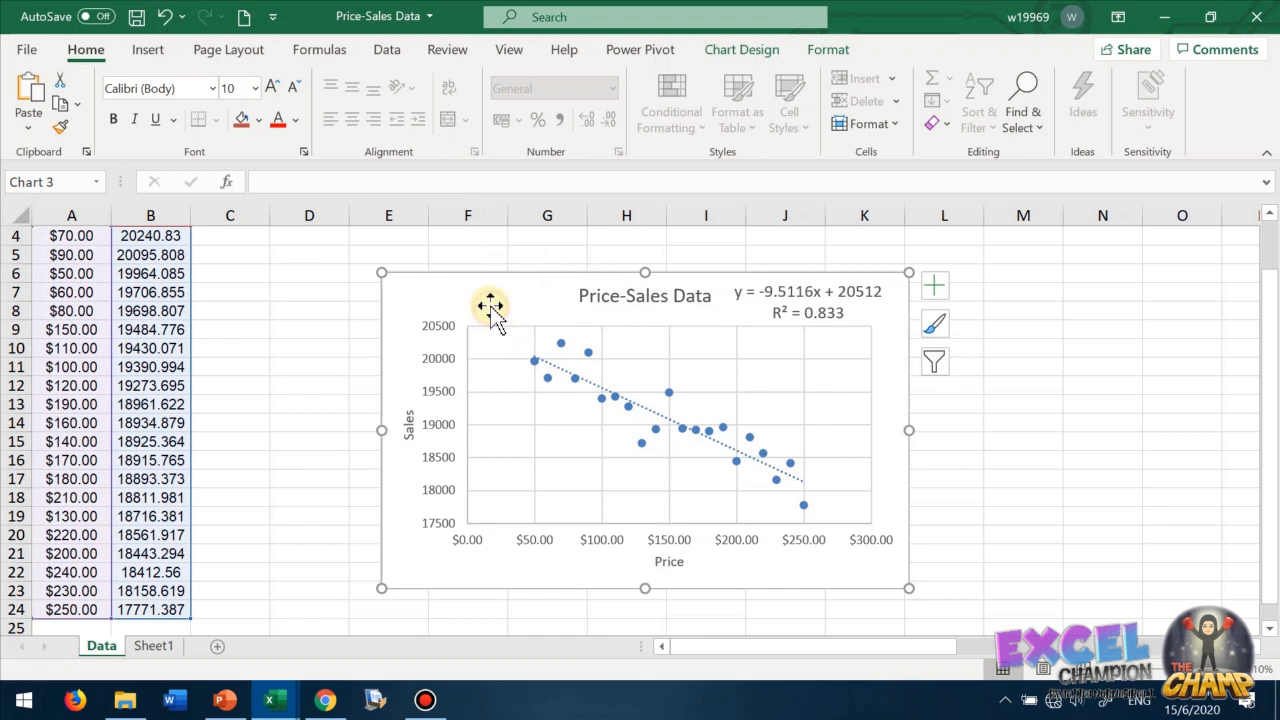 AutoSave Off Price-Sales Data Search w19969 W
File Home Insert Page Layout Formulas Data Review View Help Power Pivot Chart Design Format Share Comments
Paste
Clipboard
Calibri (Body) 10
B I U
Font
Alignment
General
Number
Conditional Formatting
Format as Table
Cell Styles
Styles
Insert
Delete
Format
Cells
Sort & Filter
Find & Select
Editing
Ideas
Ideas
Sensitivity
Sensitivity
Chart 3 fx
A B C D E F G H I J K L M N O
4 $70.00 20240.83
5 $90.00 20095.808
6 $50.00 19964.085
7 $60.00 19706.855
8 $80.00 19698.807
9 $150.00 19484.776
10 $110.00 19430.071
11 $100.00 19390.994
12 $120.00 19273.695
13 $190.00 18961.622
14 $160.00 18934.879
15 $140.00 18925.364
16 $170.00 18915.765
17 $180.00 18893.373
18 $210.00 18811.981
19 $130.00 18716.381
20 $220.00 18561.917
21 $200.00 18443.294
22 $240.00 18412.56
23 $230.00 18158.619
24 $250.00 17771.387
25
Price-Sales Data
y = -9.5116x + 20512
R² = 0.833
20500
20000
19500
19000
18500
18000
17500
Sales
$0.00 $50.00 $100.00 $150.00 $200.00 $250.00 $300.00
Price
Data Sheet1
EXCEL
CHAMPION
THE
CHAMP
10%
ENG
15/6/2020